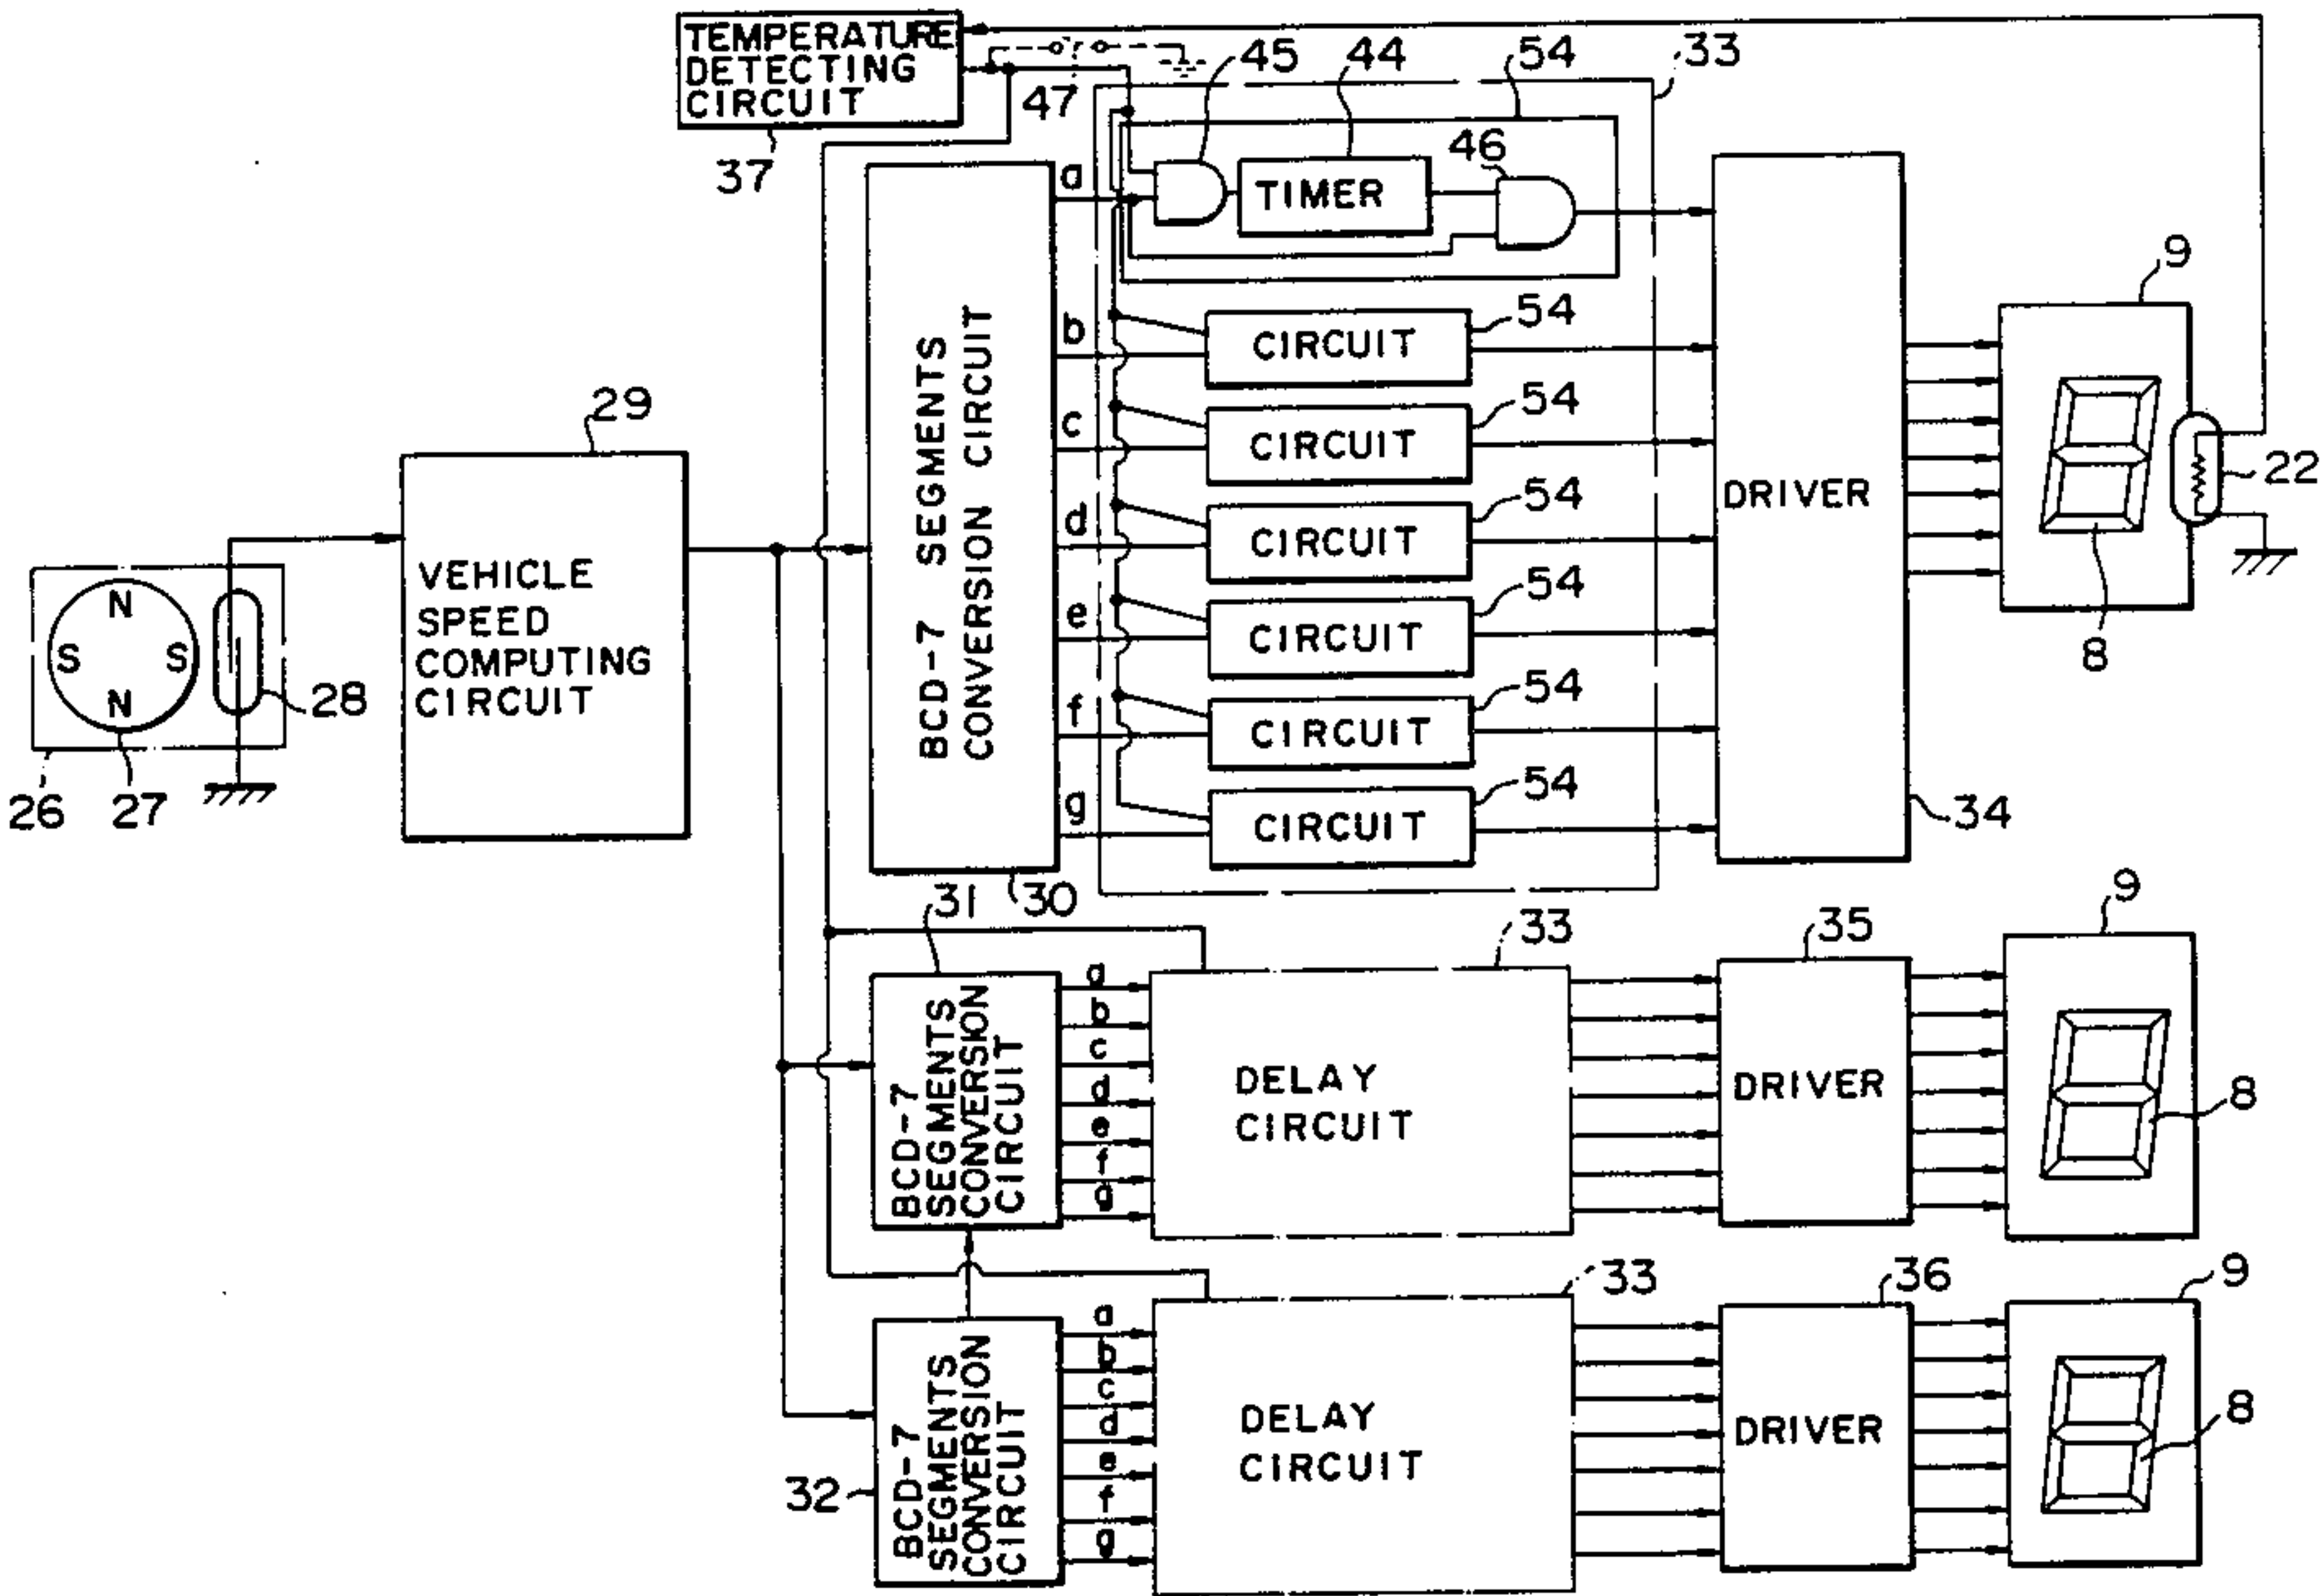 TEMPERATURE
DETECTING
CIRCUIT
37
47
45
44
54
33
a
TIMER
46
BCD-7 SEGMENTS
CONVERSION CIRCUIT
30
b
CIRCUIT
54
c
CIRCUIT
54
d
CIRCUIT
54
e
CIRCUIT
54
f
CIRCUIT
54
g
CIRCUIT
54
DRIVER
34
9
22
8
29
VEHICLE
SPEED
COMPUTING
CIRCUIT
N
S S
N
28
26
27
31
BCD-7
SEGMENTS
CONVERSION
CIRCUIT
a
b
c
d
e
f
g
33
DELAY
CIRCUIT
35
DRIVER
9
8
32
BCD-7
SEGMENTS
CONVERSION
CIRCUIT
a
b
c
d
e
f
g
33
DELAY
CIRCUIT
36
DRIVER
9
8